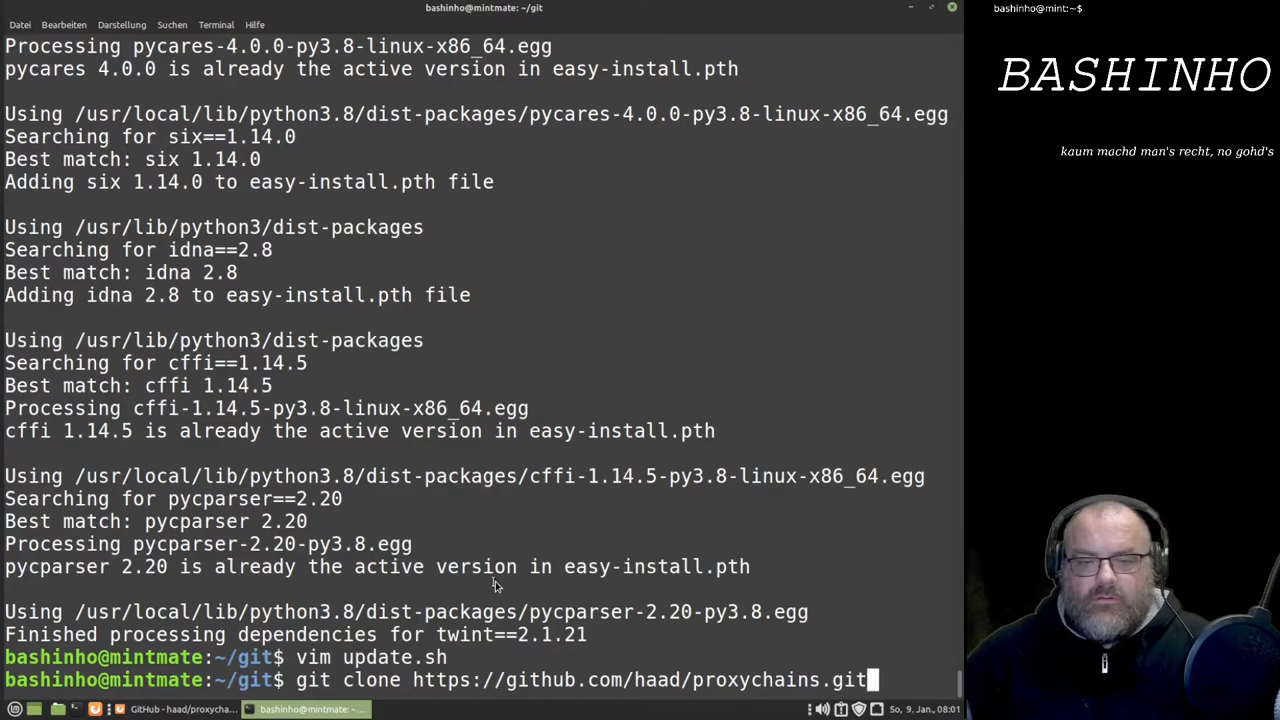 bashinho@mintmate: ~/git
Datei Bearbeiten Darstellung Suchen Terminal Hilfe
Processing pycares-4.0.0-py3.8-linux-x86_64.egg
pycares 4.0.0 is already the active version in easy-install.pth
Using /usr/local/lib/python3.8/dist-packages/pycares-4.0.0-py3.8-linux-x86_64.egg
Searching for six==1.14.0
Best match: six 1.14.0
Adding six 1.14.0 to easy-install.pth file
Using /usr/lib/python3/dist-packages
Searching for idna==2.8
Best match: idna 2.8
Adding idna 2.8 to easy-install.pth file
Using /usr/lib/python3/dist-packages
Searching for cffi==1.14.5
Best match: cffi 1.14.5
Processing cffi-1.14.5-py3.8-linux-x86_64.egg
cffi 1.14.5 is already the active version in easy-install.pth
Using /usr/local/lib/python3.8/dist-packages/cffi-1.14.5-py3.8-linux-x86_64.egg
Searching for pycparser==2.20
Best match: pycparser 2.20
Processing pycparser-2.20-py3.8.egg
pycparser 2.20 is already the active version in easy-install.pth
Using /usr/local/lib/python3.8/dist-packages/pycparser-2.20-py3.8.egg
Finished processing dependencies for twint==2.1.21
bashinho@mintmate:~/git$ vim update.sh
bashinho@mintmate:~/git$ git clone https://github.com/haad/proxychains.git
GitHub - haad/proxycha... bashinho@mintmate: ~... So, 9. Jan., 08:01
bashinho@mint:~$
BASHINHO
kaum machd man's recht, no gohd's